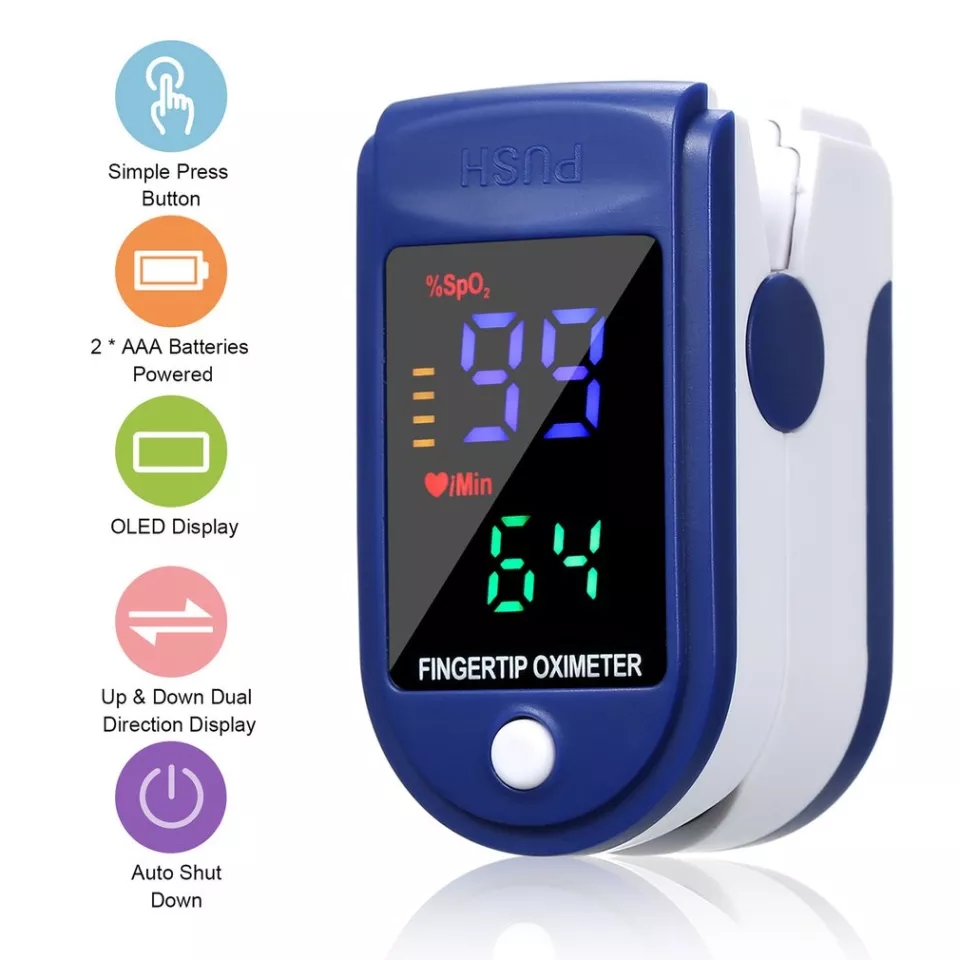 Simple Press
Button
2 * AAA Batteries
Powered
OLED Display
Up & Down Dual
Direction Display
Auto Shut
Down
PUSH
%SpO₂
99
❤iMin
64
FINGERTIP OXIMETER